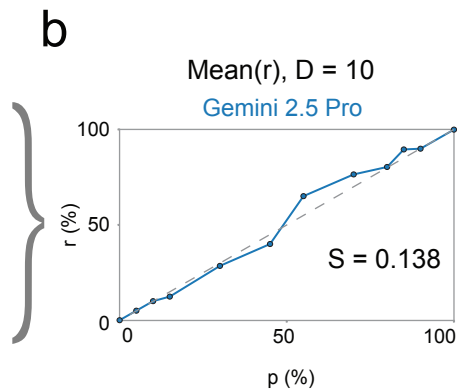 b
Mean(r), D = 10
Gemini 2.5 Pro
100
r (%)
50
S = 0.138
0
0 50 100
p (%)